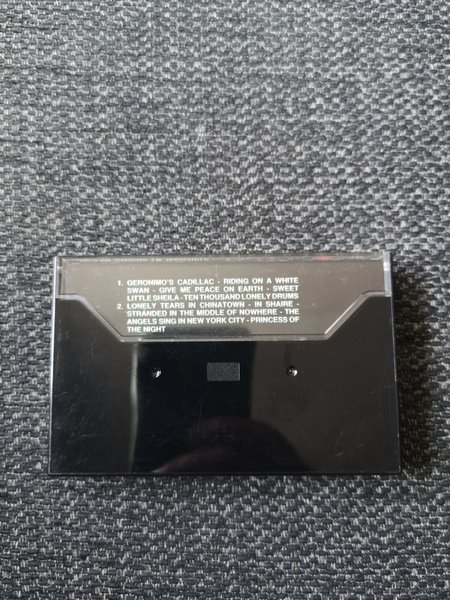 1. GERONIMO'S CADILLAC - RIDING ON A WHITE
SWAN - GIVE ME PEACE ON EARTH - SWEET
LITTLE SHEILA - TEN THOUSAND LONELY DRUMS
2. LONELY TEARS IN CHINATOWN - IN SHAIRE -
STRANDED IN THE MIDDLE OF NOWHERE - THE
ANGELS SING IN NEW YORK CITY - PRINCESS OF
THE NIGHT